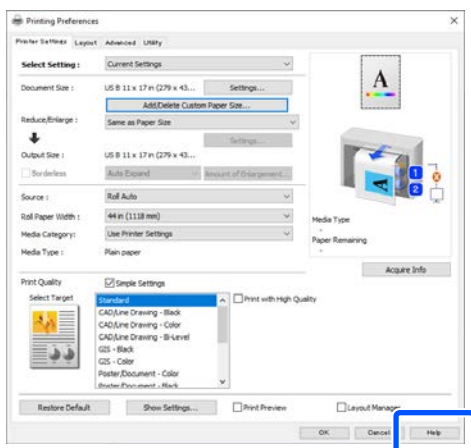 Printing Preferences
Printer Settings Layout Advanced Utility
Select Setting : Current Settings
Document Size : US B 11 x 17 in (279 x 43... Settings...
Add/Delete Custom Paper Size...
Reduce/Enlarge : Same as Paper Size
Settings...
Output Size : US B 11 x 17 in (279 x 43...
Borderless Auto Expand Amount of Enlargement...
Source : Roll Auto
Roll Paper Width : 44 in (1118 mm)
Media Category: Use Printer Settings
Media Type : Plain paper
A
1
2
A
Media Type
-
Paper Remaining
-
Acquire Info
Print Quality Simple Settings
Select Target
Standard
CAD/Line Drawing - Black
CAD/Line Drawing - Color
CAD/Line Drawing - Bi-Level
GIS - Black
GIS - Color
Poster/Document - Color
Poster/Document - Black
Print with High Quality
Restore Default Show Settings... Print Preview Layout Manager
OK Cancel Help